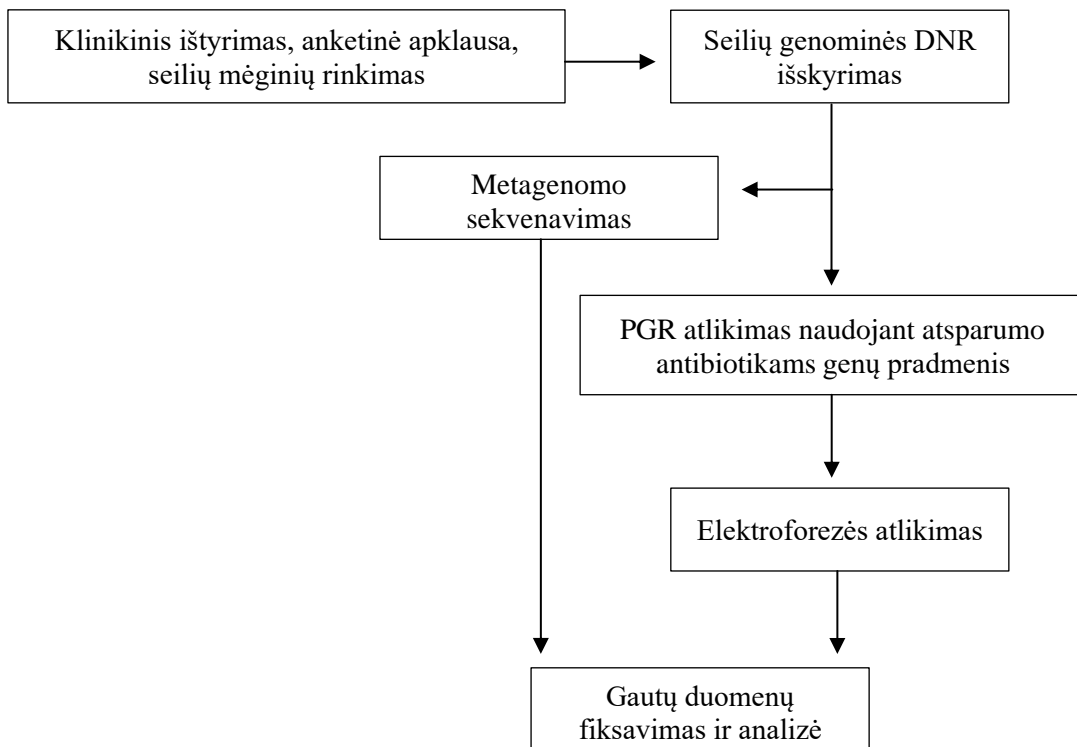 Klinikinis ištyrimas, anketinė apklausa,
seilių mėginių rinkimas
Seilių genominės DNR
išskyrimas
Metagenomo
sekvenavimas
PGR atlikimas naudojant atsparumo
antibiotikams genų pradmenis
Elektroforezės atlikimas
Gautų duomenų
fiksavimas ir analizė